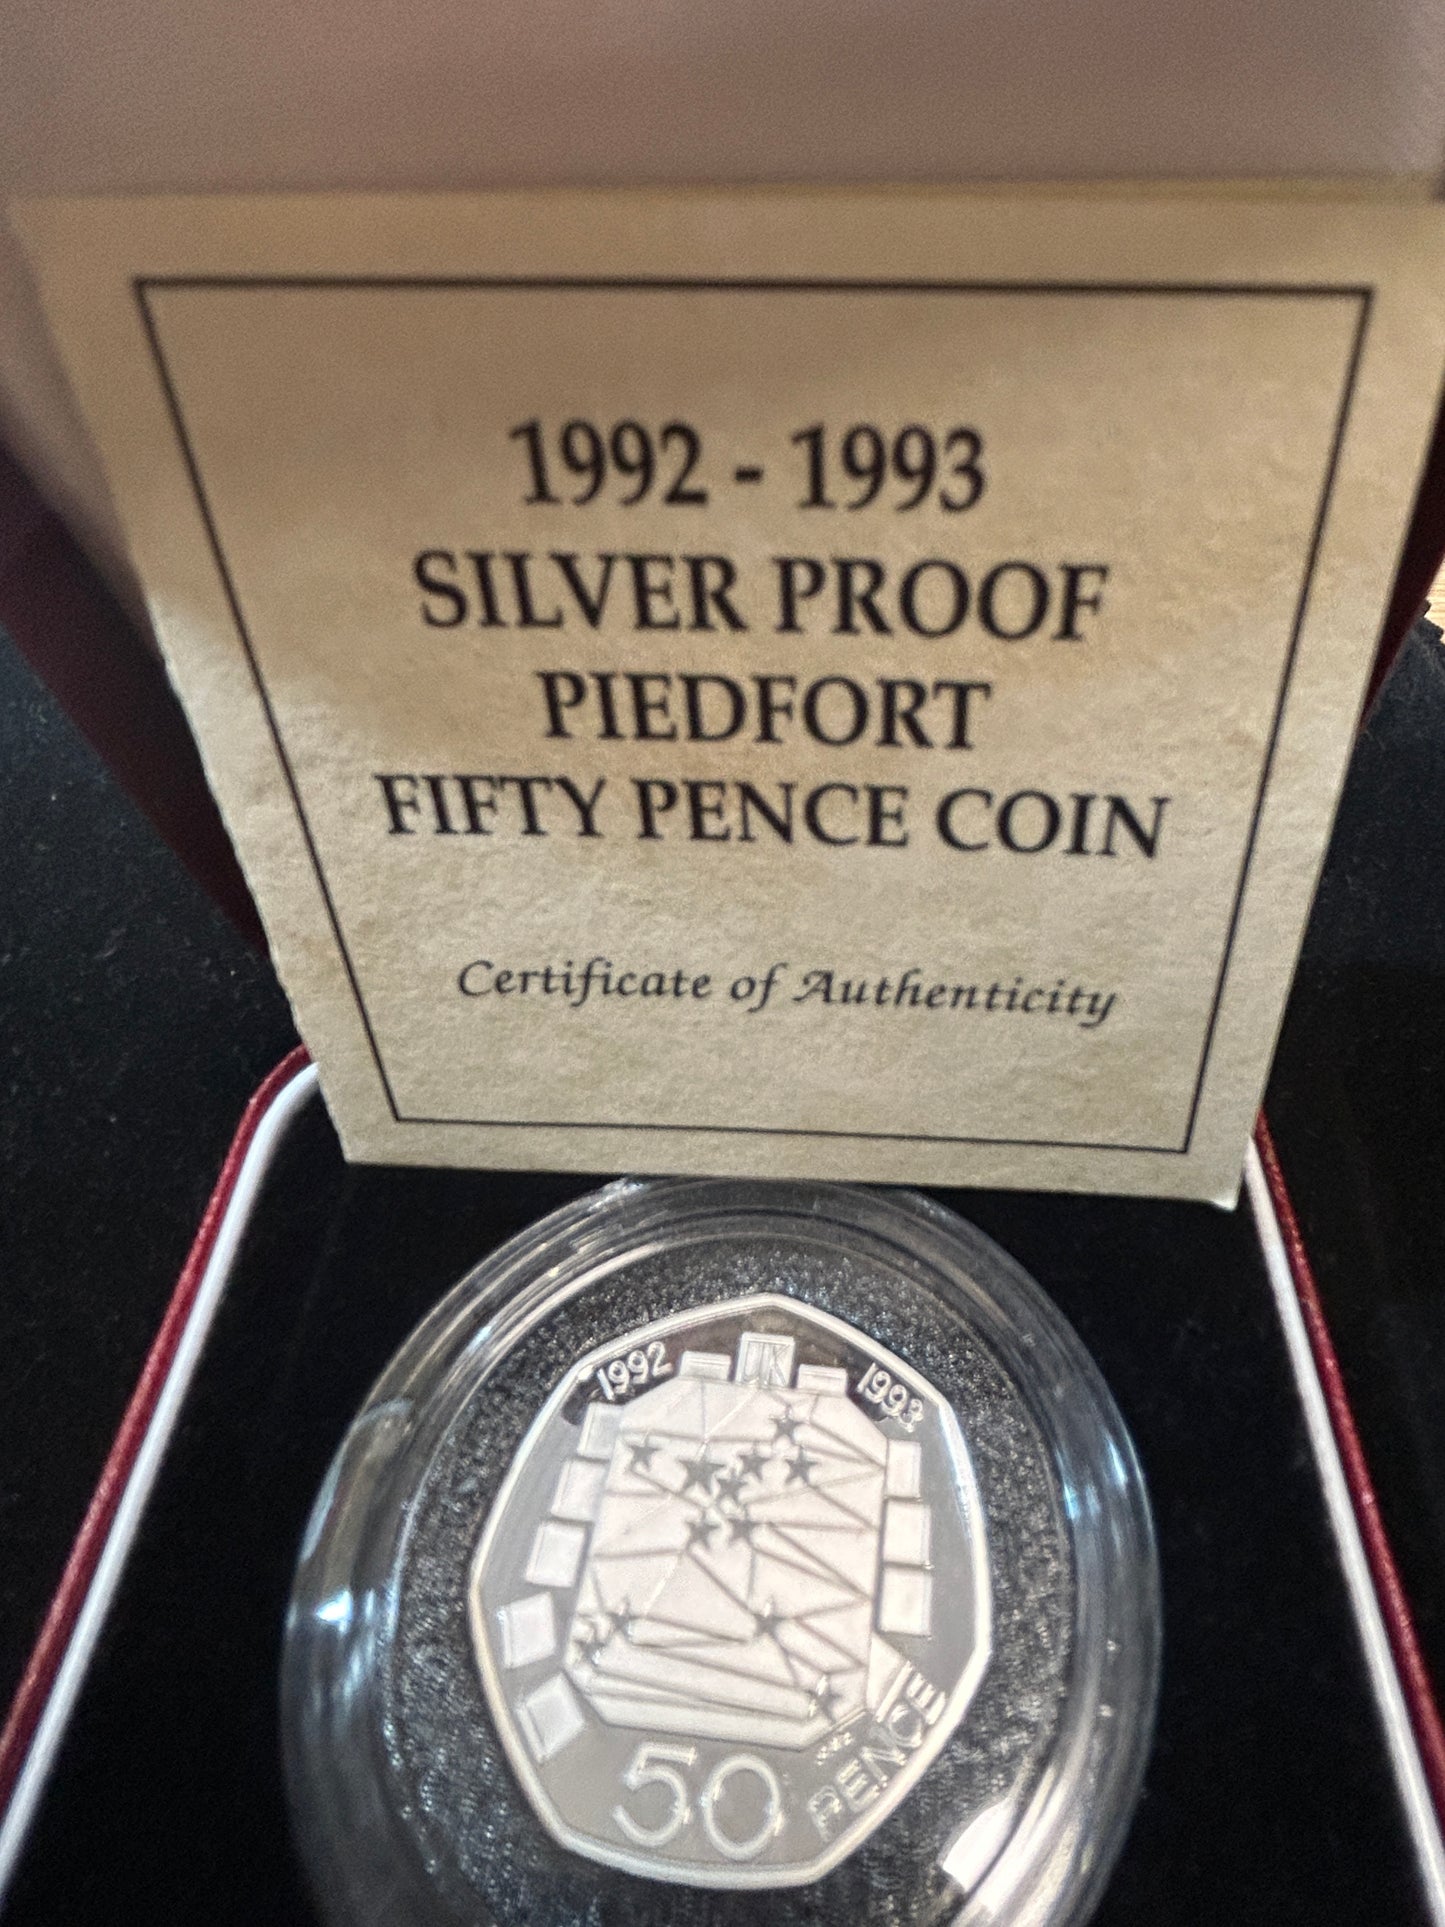 1992 - 1993
SILVER PROOF
PIEDFORT
FIFTY PENCE COIN
Certificate of Authenticity
1992 UK 1993
50 PENCE